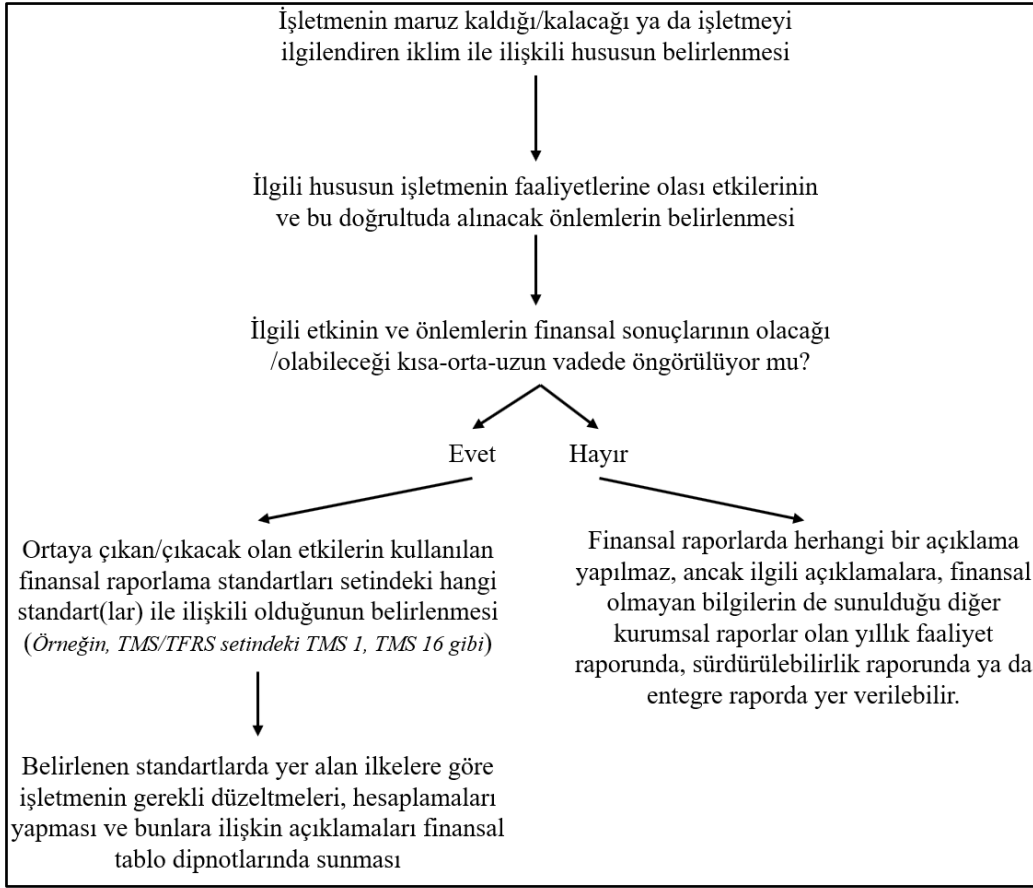 İşletmenin maruz kaldığı/kalacağı ya da işletmeyi
ilgilendiren iklim ile ilişkili hususun belirlenmesi
İlgili hususun işletmenin faaliyetlerine olası etkilerinin
ve bu doğrultuda alınacak önlemlerin belirlenmesi
İlgili etkinin ve önlemlerin finansal sonuçlarının olacağı
/olabileceği kısa-orta-uzun vadede öngörülüyor mu?
Evet
Hayır
Ortaya çıkan/çıkacak olan etkilerin kullanılan
finansal raporlama standartları setindeki hangi
standart(lar) ile ilişkili olduğunun belirlenmesi
(Örneğin, TMS/TFRS setindeki TMS 1, TMS 16 gibi)
Belirlenen standartlarda yer alan ilkelere göre
işletmenin gerekli düzeltmeleri, hesaplamaları
yapması ve bunlara ilişkin açıklamaları finansal
tablo dipnotlarında sunması
Finansal raporlarda herhangi bir açıklama
yapılmaz, ancak ilgili açıklamalara, finansal
olmayan bilgilerin de sunulduğu diğer
kurumsal raporlar olan yıllık faaliyet
raporunda, sürdürülebilirlik raporunda ya da
entegre raporda yer verilebilir.